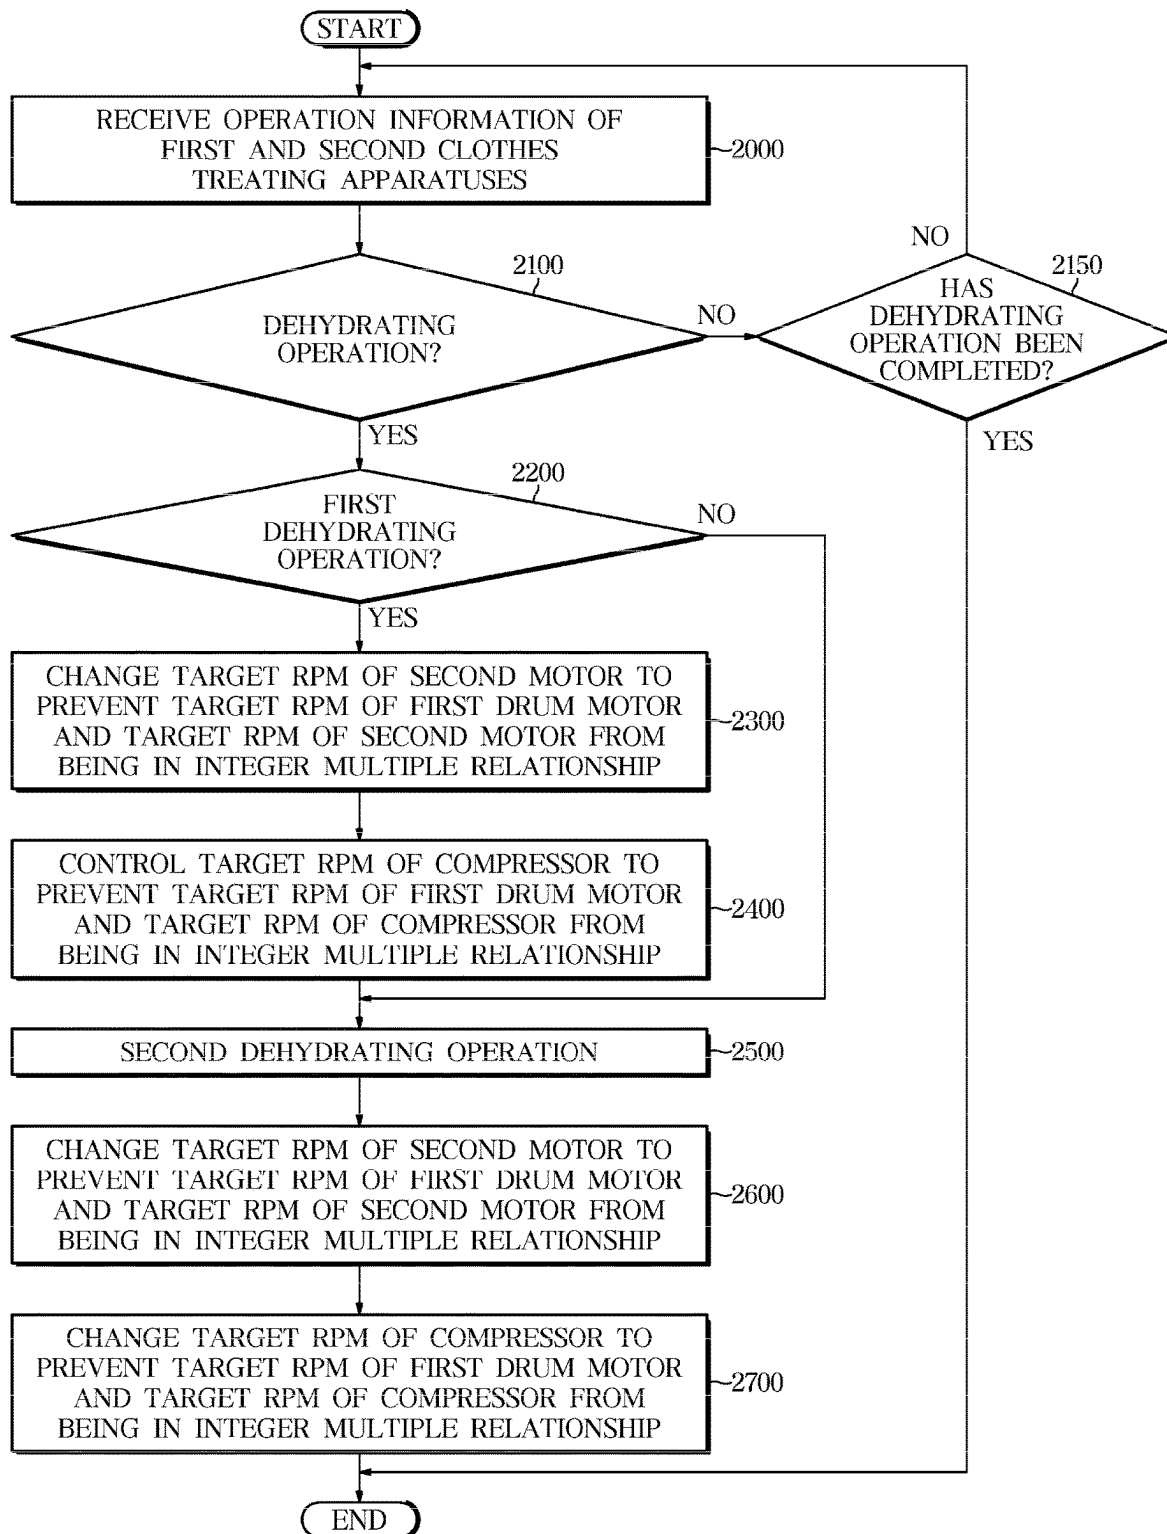 START
RECEIVE OPERATION INFORMATION OF
FIRST AND SECOND CLOTHES
TREATING APPARATUSES
2000
2100
DEHYDRATING
OPERATION?
NO
YES
NO
2150
HAS
DEHYDRATING
OPERATION BEEN
COMPLETED?
YES
2200
FIRST
DEHYDRATING
OPERATION?
NO
YES
CHANGE TARGET RPM OF SECOND MOTOR TO
PREVENT TARGET RPM OF FIRST DRUM MOTOR
AND TARGET RPM OF SECOND MOTOR FROM
BEING IN INTEGER MULTIPLE RELATIONSHIP
2300
CONTROL TARGET RPM OF COMPRESSOR TO
PREVENT TARGET RPM OF FIRST DRUM MOTOR
AND TARGET RPM OF COMPRESSOR FROM
BEING IN INTEGER MULTIPLE RELATIONSHIP
2400
SECOND DEHYDRATING OPERATION
2500
CHANGE TARGET RPM OF SECOND MOTOR TO
PREVENT TARGET RPM OF FIRST DRUM MOTOR
AND TARGET RPM OF SECOND MOTOR FROM
BEING IN INTEGER MULTIPLE RELATIONSHIP
2600
CHANGE TARGET RPM OF COMPRESSOR TO
PREVENT TARGET RPM OF FIRST DRUM MOTOR
AND TARGET RPM OF COMPRESSOR FROM
BEING IN INTEGER MULTIPLE RELATIONSHIP
2700
END